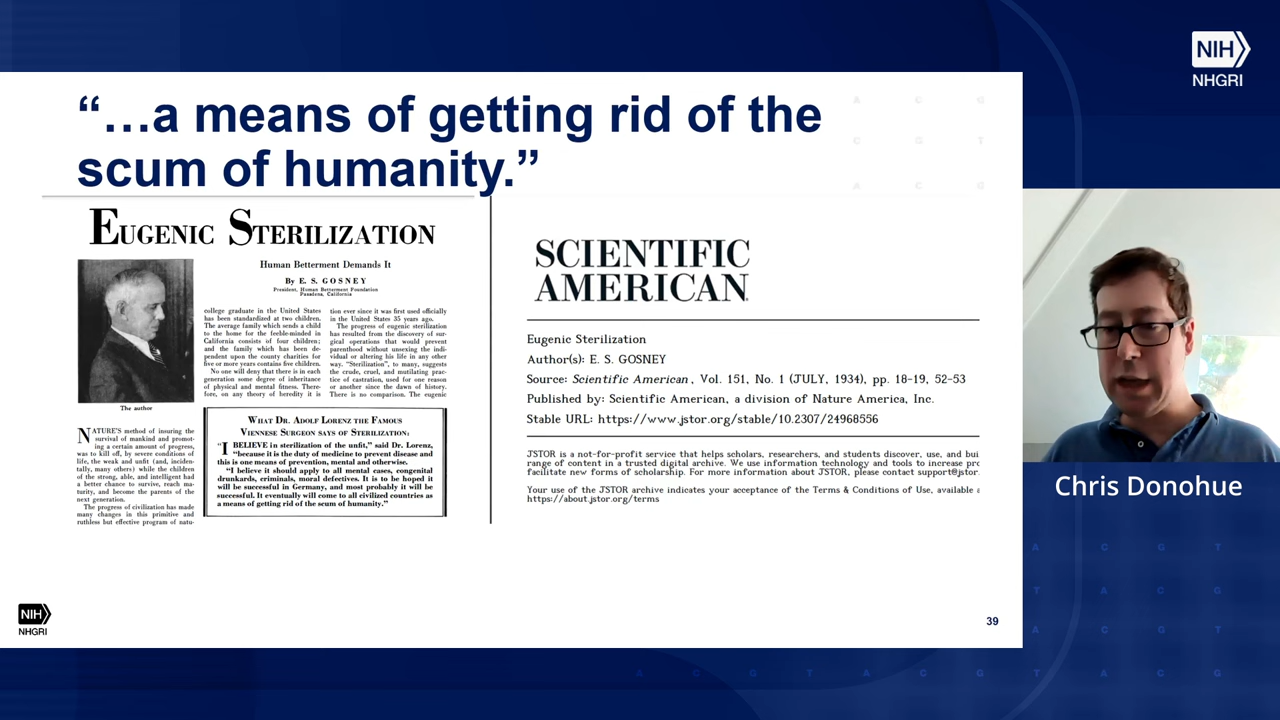 NIH
NHGRI
“…a means of getting rid of the
scum of humanity.”
EUGENIC STERILIZATION
Human Betterment Demands It
By E. S. GOSNEY
President, Human Betterment Foundation
Pasadena, California
The author
NATURE'S method of insuring the
survival of mankind and promot-
ing a certain amount of progress,
was to kill off, by severe conditions of
life, the weak and unfit (and, inciden-
tally, many others) while the children
of the strong, able, and intelligent had
a better chance to survive, reach ma-
turity, and become the parents of the
next generation.
The progress of civilization has made
many changes in this primitive and
ruthless but effective program of natu-
college graduate in the United States
has been standardized at two children.
The average family which sends a child
to the home for the feeble-minded in
California consists of four children;
and the family which has been de-
pendent upon the county charities for
five or more years contains five children.
No one will deny that there is in each
generation some degree of inheritance
of physical and mental fitness. There-
fore, on any theory of heredity it is
tion ever since it was first used officially
in the United States 35 years ago.
The progress of eugenic sterilization
has resulted from the discovery of sur-
gical operations that would prevent
parenthood without unsexing the indi-
vidual or altering his life in any other
way. "Sterilization", to many, suggests
the crude, cruel, and mutilating prac-
tice of castration, used for one reason
or another since the dawn of history.
There is no comparison. The eugenic
WHAT DR. ADOLF LORENZ THE FAMOUS
VIENNESE SURGEON SAYS OF STERILIZATION:
"I BELIEVE in sterilization of the unfit," said Dr. Lorenz,
"because it is the duty of medicine to prevent disease and
this is one means of prevention, mental and otherwise.
"I believe it should apply to all mental cases, congenital
drunkards, criminals, moral defectives. It is to be hoped it
will be successful in Germany, and most probably it will be
successful. It eventually will come to all civilized countries as
a means of getting rid of the scum of humanity."
SCIENTIFIC
AMERICAN
Eugenic Sterilization
Author(s): E. S. GOSNEY
Source: Scientific American, Vol. 151, No. 1 (JULY, 1934), pp. 18-19, 52-53
Published by: Scientific American, a division of Nature America, Inc.
Stable URL: https://www.jstor.org/stable/10.2307/24968556
JSTOR is a not-for-profit service that helps scholars, researchers, and students discover, use, and bui
range of content in a trusted digital archive. We use information technology and tools to increase pro
facilitate new forms of scholarship. For more information about JSTOR, please contact support@jstor
Your use of the JSTOR archive indicates your acceptance of the Terms & Conditions of Use, available a
https://about.jstor.org/terms
NIH
NHGRI
39
Chris Donohue